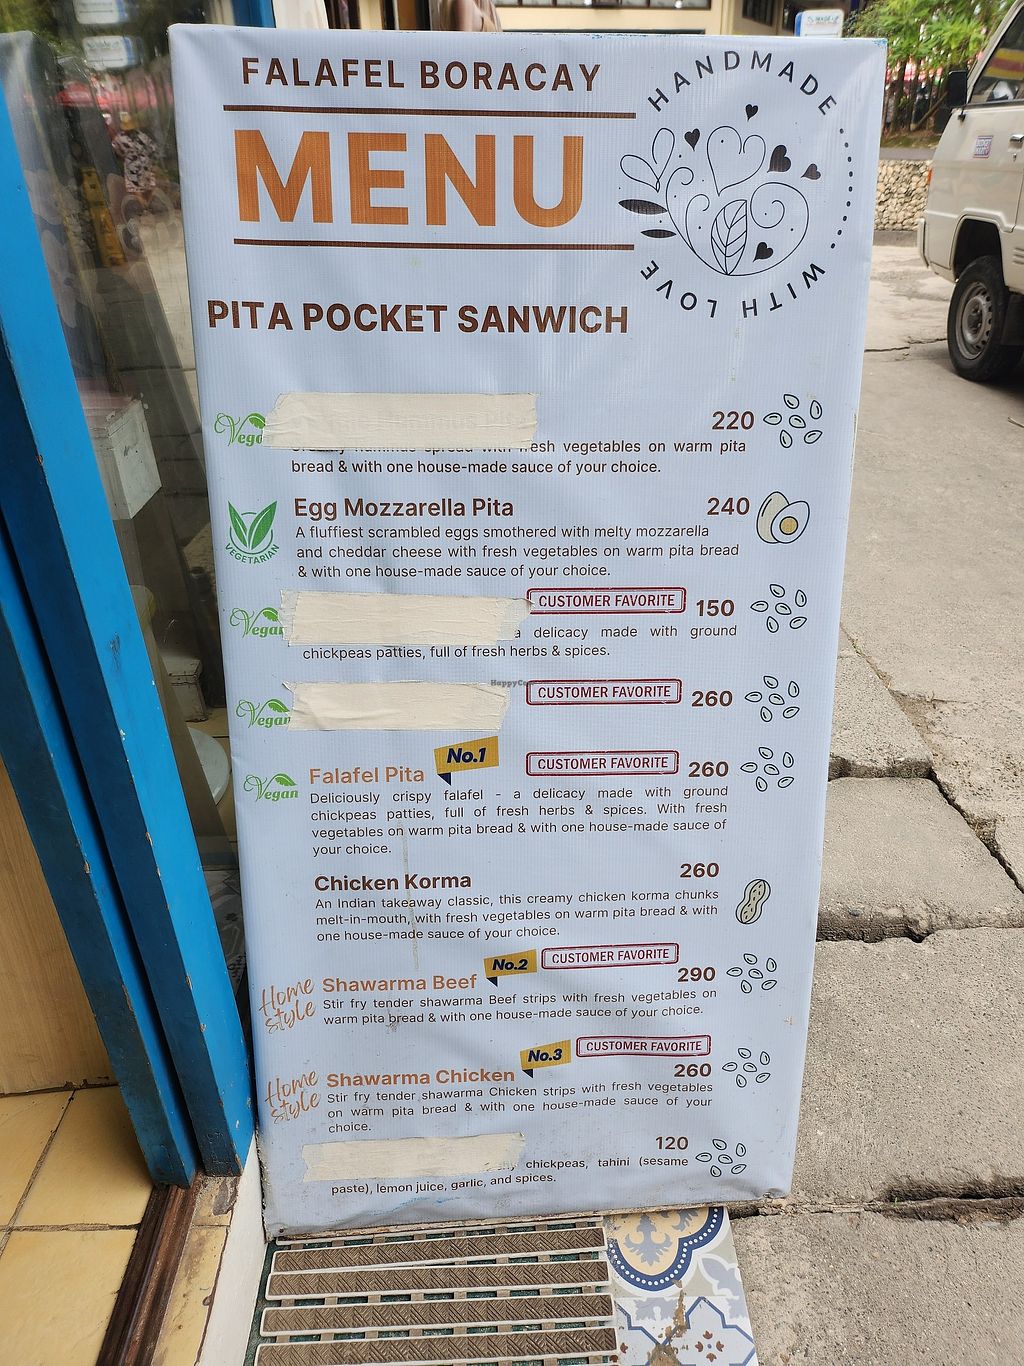 FALAFEL BORACAY
MENU
HANDMADE
WITH LOVE
PITA POCKET SANWICH
220
spread with fresh vegetables on warm pita
bread & with one house-made sauce of your choice.
Egg Mozzarella Pita 240
VEGETARIAN
A fluffiest scrambled eggs smothered with melty mozzarella
and cheddar cheese with fresh vegetables on warm pita bread
& with one house-made sauce of your choice.
Vegan CUSTOMER FAVORITE 150
a delicacy made with ground
chickpeas patties, full of fresh herbs & spices.
Vegan CUSTOMER FAVORITE 260
No.1
Vegan Falafel Pita CUSTOMER FAVORITE 260
Deliciously crispy falafel - a delicacy made with ground
chickpeas patties, full of fresh herbs & spices. With fresh
vegetables on warm pita bread & with one house-made sauce of
your choice.
Chicken Korma 260
An Indian takeaway classic, this creamy chicken korma chunks
melt-in-mouth, with fresh vegetables on warm pita bread & with
one house-made sauce of your choice.
No.2 CUSTOMER FAVORITE
Home Style Shawarma Beef 290
Stir fry tender shawarma Beef strips with fresh vegetables on
warm pita bread & with one house-made sauce of your choice.
No.3 CUSTOMER FAVORITE
Home Style Shawarma Chicken 260
Stir fry tender shawarma Chicken strips with fresh vegetables
on warm pita bread & with one house-made sauce of your
choice.
120
chickpeas, tahini (sesame
paste), lemon juice, garlic, and spices.